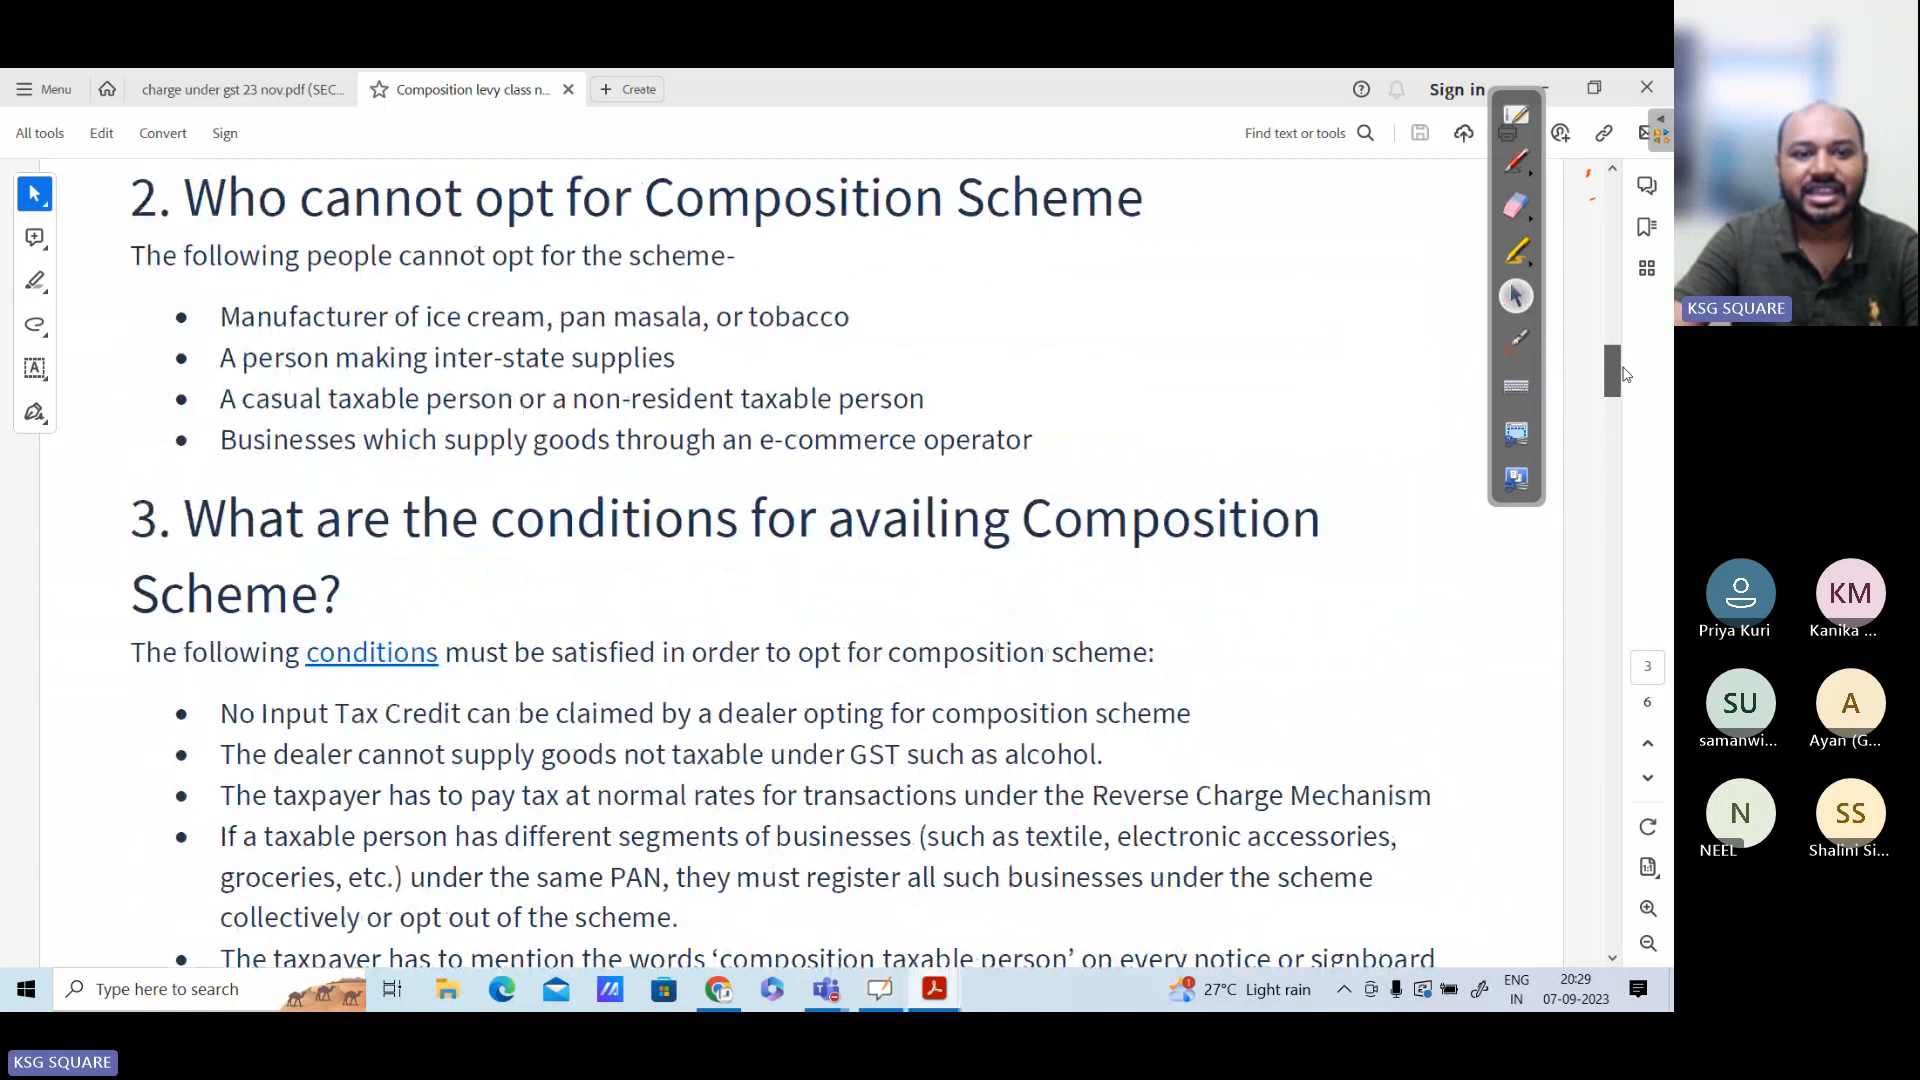 Menu
charge under gst 23 nov.pdf (SEC...
Composition levy class n...
Create
Sign in
All tools
Edit
Convert
Sign
Find text or tools
2. Who cannot opt for Composition Scheme
The following people cannot opt for the scheme-
• Manufacturer of ice cream, pan masala, or tobacco
• A person making inter-state supplies
• A casual taxable person or a non-resident taxable person
• Businesses which supply goods through an e-commerce operator
3. What are the conditions for availing Composition
Scheme?
The following conditions must be satisfied in order to opt for composition scheme:
• No Input Tax Credit can be claimed by a dealer opting for composition scheme
• The dealer cannot supply goods not taxable under GST such as alcohol.
• The taxpayer has to pay tax at normal rates for transactions under the Reverse Charge Mechanism
• If a taxable person has different segments of businesses (such as textile, electronic accessories,
groceries, etc.) under the same PAN, they must register all such businesses under the scheme
collectively or opt out of the scheme.
• The taxpayer has to mention the words ‘composition taxable person’ on every notice or signboard
3
6
KSG SQUARE
KM
Priya Kuri
Kanika ...
SU
A
samanwi...
Ayan (G...
N
SS
NEEL
Shalini Si...
Type here to search
27°C Light rain
ENG
IN
20:29
07-09-2023
KSG SQUARE